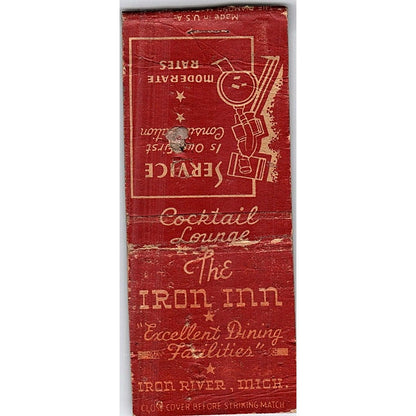 Made in U.S.A.
SERVICE
Is Our First
Consideration
MODERATE
RATES
Cocktail
Lounge
The
IRON INN
"Excellent Dining
Facilities"
IRON RIVER, MICH.
CLOSE COVER BEFORE STRIKING MATCH